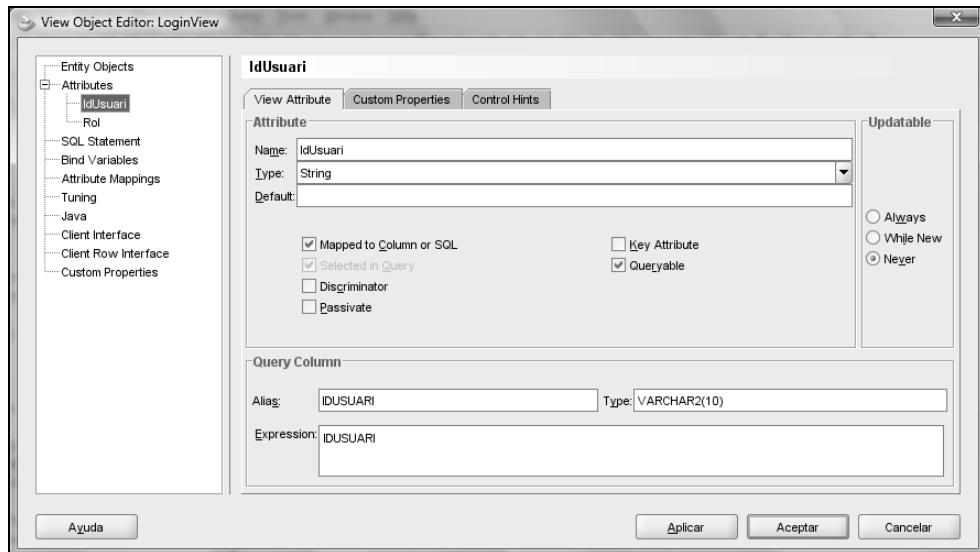 View Object Editor: LoginView
Entity Objects
Attributes
IdUsuari
Rol
SQL Statement
Bind Variables
Attribute Mappings
Tuning
Java
Client Interface
Client Row Interface
Custom Properties
IdUsuari
View Attribute Custom Properties Control Hints
Attribute
Name: IdUsuari
Type: String
Default:
Mapped to Column or SQL Key Attribute
Selected in Query Queryable
Discriminator
Passivate
Updatable
Always
While New
Never
Query Column
Alias: IDUSUARI Type: VARCHAR2(10)
Expression: IDUSUARI
Ayuda Aplicar Aceptar Cancelar